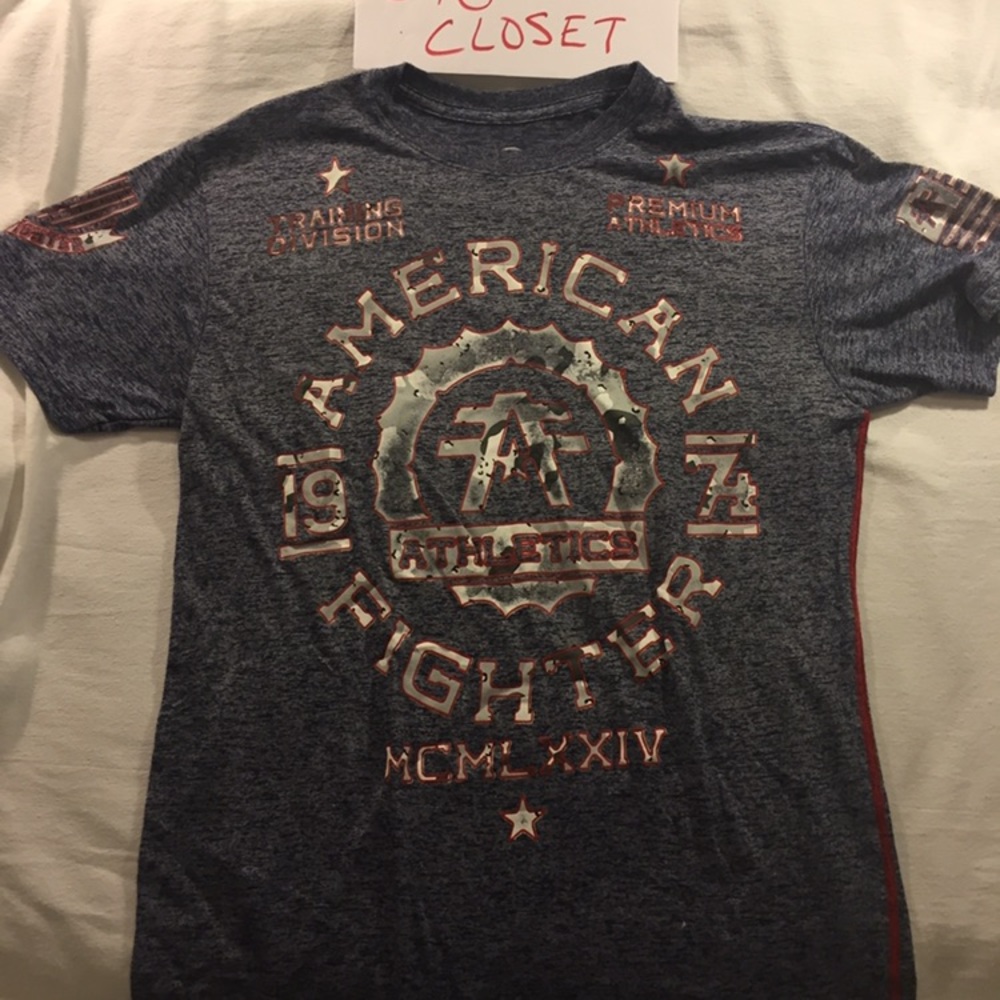 CLOSET
TRAINING
DIVISION
PREMIUM
ATHLETICS
AMERICAN
19
74
ATHLETICS
FIGHTER
MCMLXXIV